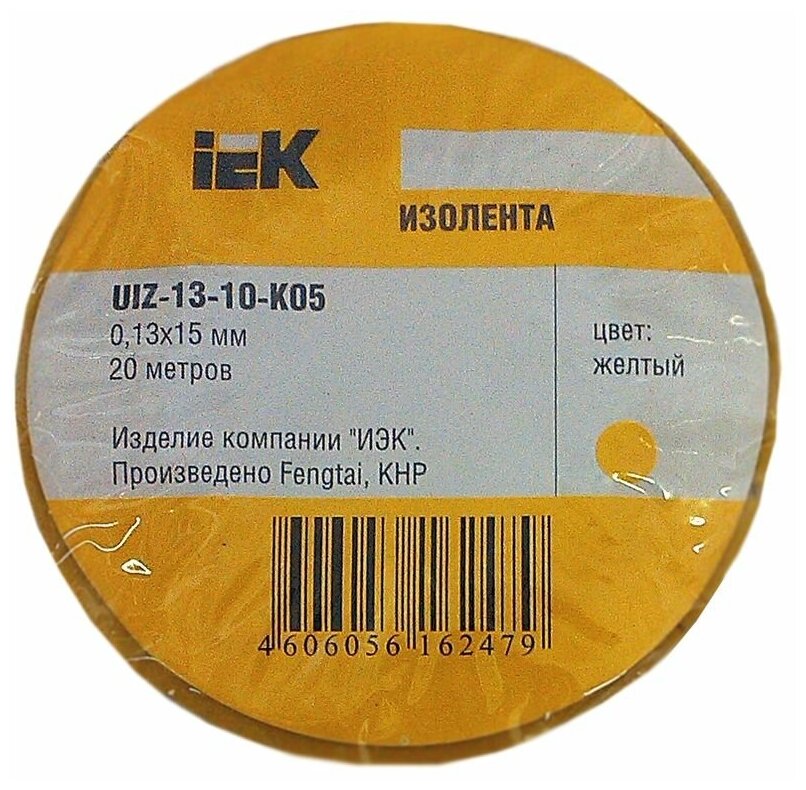 iEK
ИЗОЛЕНТА
UIZ-13-10-K05
0,13x15 мм
20 метров
цвет:
желтый
Изделие компании "ИЭК".
Произведено Fengtai, КНР
4 606056 162479